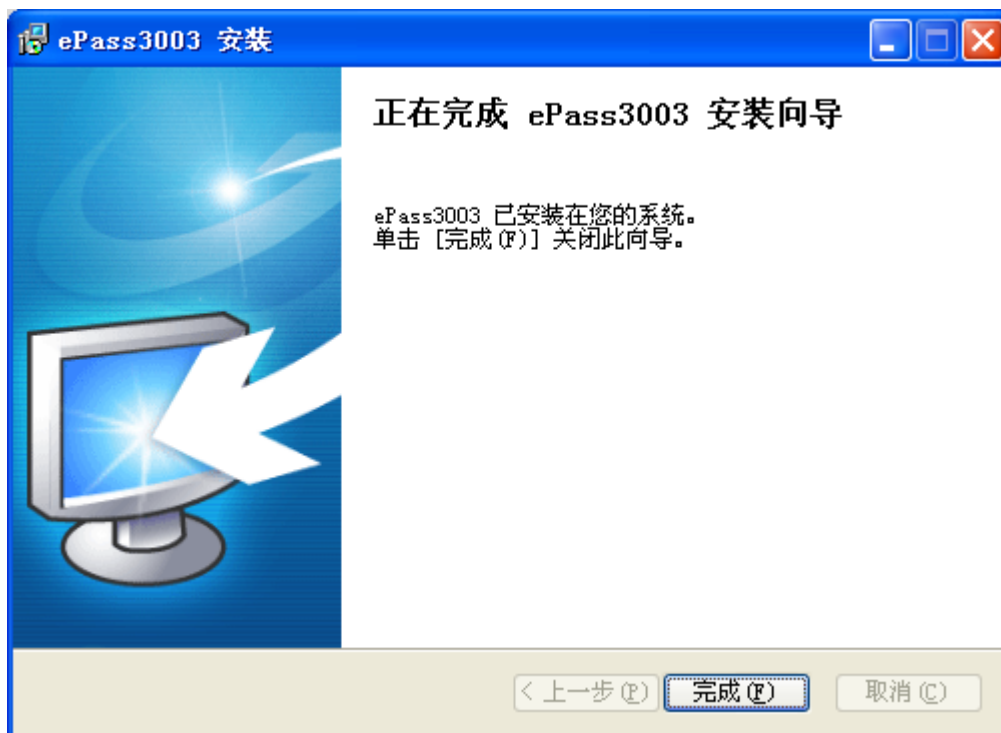 ePass3003 安装
正在完成 ePass3003 安装向导
ePass3003 已安装在您的系统。
单击 [完成(F)] 关闭此向导。
< 上一步(P)
完成(F)
取消(C)